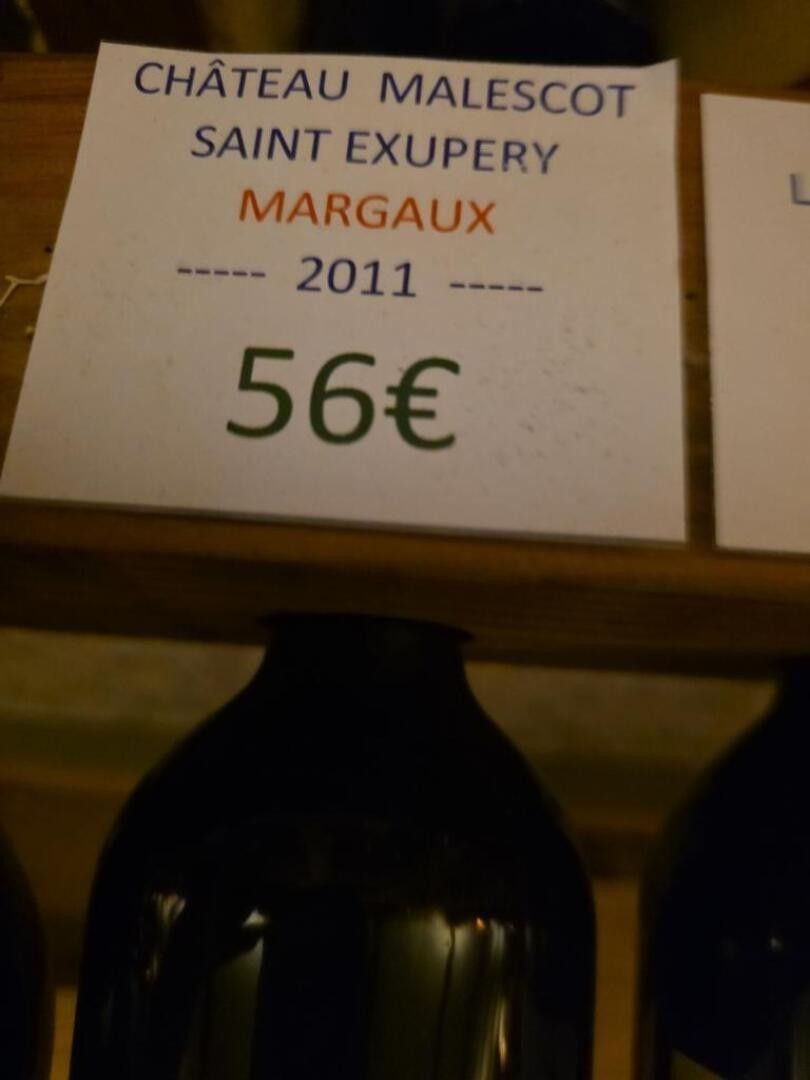 CHÂTEAU MALESCOT
SAINT EXUPERY
MARGAUX
----- 2011 -----
56€
L